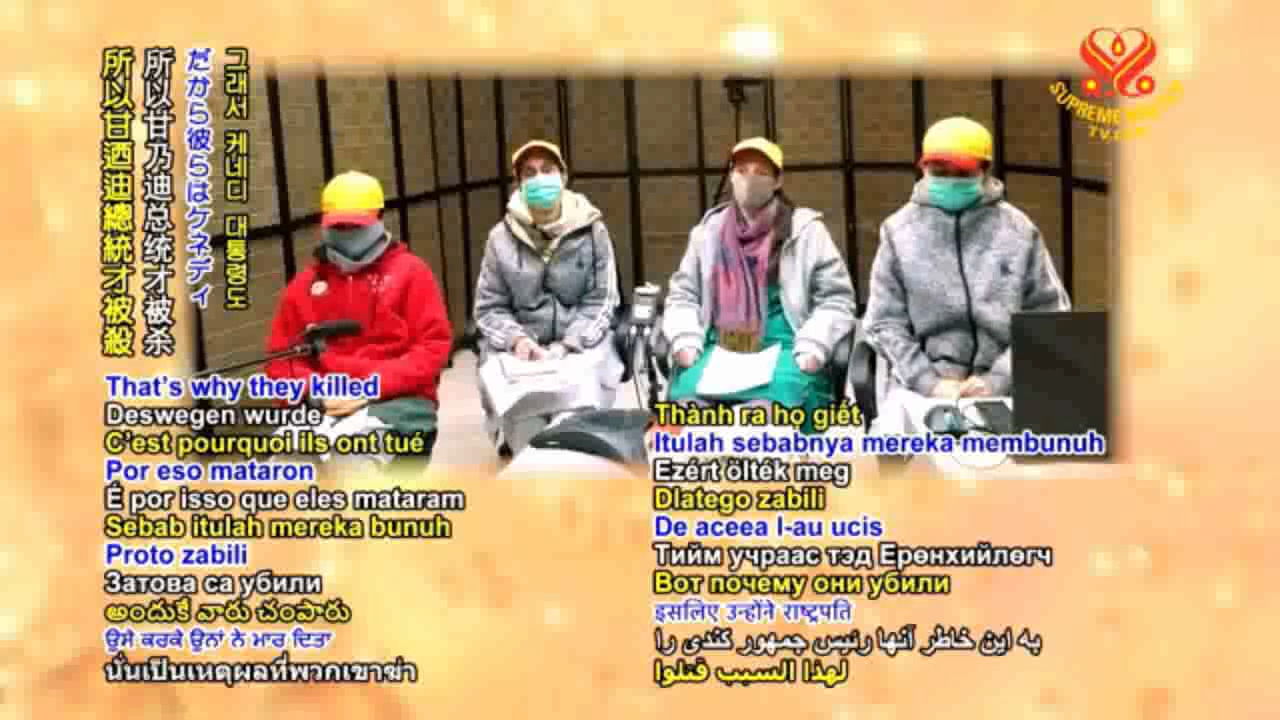 所以甘迺迪總統才被殺
所以甘乃迪总统才被杀
だから彼らはケネディ
그래서 케네디 대통령도
SUPREME MASTER
TV.COM
That's why they killed
Deswegen wurde
C'est pourquoi ils ont tué
Por eso mataron
É por isso que eles mataram
Sebab itulah mereka bunuh
Proto zabili
Затова са убили
అందుకే వారు చంపారు
ਉਸੇ ਕਰਕੇ ਉਨਾਂ ਨੇ ਮਾਰ ਦਿਤਾ
นั่นเป็นเหตุผลที่พวกเขาฆ่า
Thành ra họ giết
Itulah sebabnya mereka membunuh
Ezért ölték meg
Dlatego zabili
De aceea l-au ucis
Тийм учраас тэд Ерөнхийлөгч
Вот почему они убили
इसलिए उन्होंने राष्ट्रपति
به این خاطر آنها رئیس جمهور کندی را
لهذا السبب قتلوا